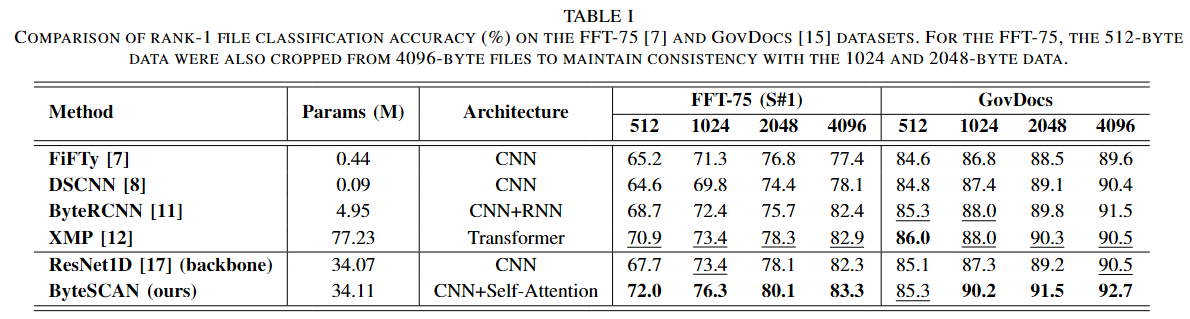 TABLE I
COMPARISON OF RANK-1 FILE CLASSIFICATION ACCURACY (%) ON THE FFT-75 [7] AND GOVDOCS [15] DATASETS. FOR THE FFT-75, THE 512-BYTE
DATA WERE ALSO CROPPED FROM 4096-BYTE FILES TO MAINTAIN CONSISTENCY WITH THE 1024 AND 2048-BYTE DATA.
Method Params (M) Architecture FFT-75 (S#1) GovDocs
512 1024 2048 4096 512 1024 2048 4096
FiFTy [7] 0.44 CNN 65.2 71.3 76.8 77.4 84.6 86.8 88.5 89.6
DSCNN [8] 0.09 CNN 64.6 69.8 74.4 78.1 84.8 87.4 89.1 90.4
ByteRCNN [11] 4.95 CNN+RNN 68.7 72.4 75.7 82.4 85.3 88.0 89.8 91.5
XMP [12] 77.23 Transformer 70.9 73.4 78.3 82.9 86.0 88.0 90.3 90.5
ResNet1D [17] (backbone) 34.07 CNN 67.7 73.4 78.1 82.3 85.1 87.3 89.2 90.5
ByteSCAN (ours) 34.11 CNN+Self-Attention 72.0 76.3 80.1 83.3 85.3 90.2 91.5 92.7